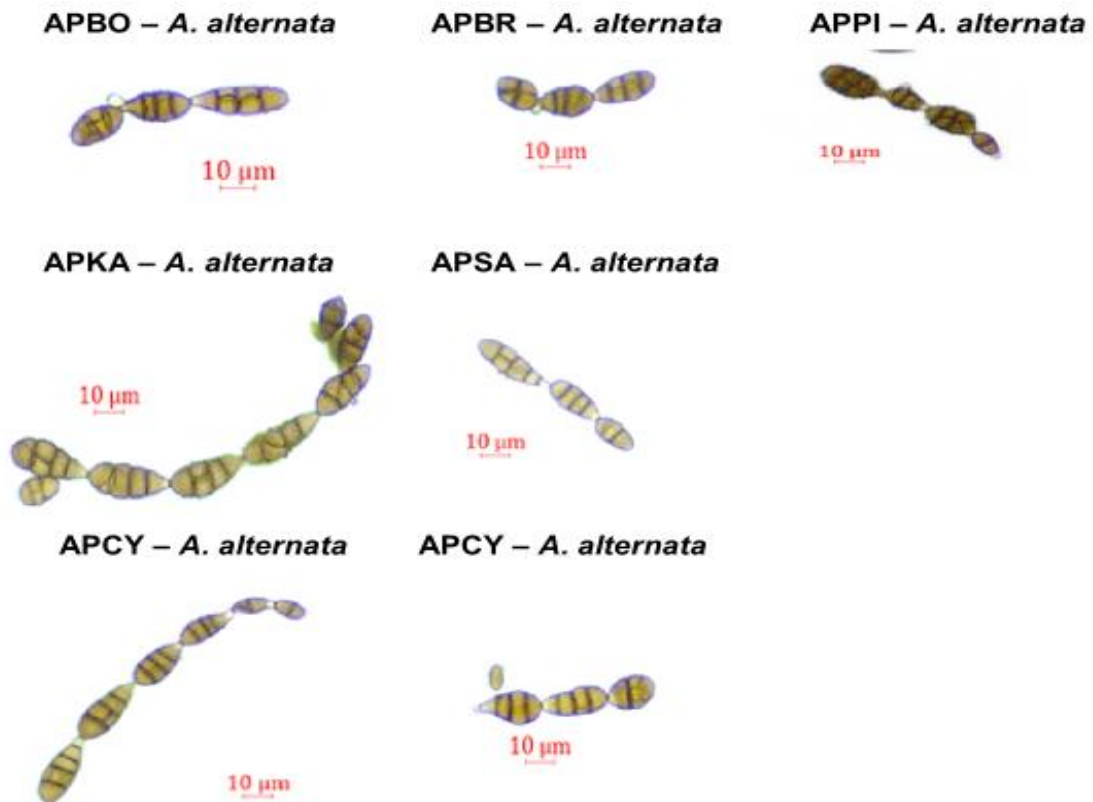 APBO – A. alternata
APBR – A. alternata
APPI – A. alternata
10 µm
10 µm
10 µm
APKA – A. alternata
APSA – A. alternata
10 µm
10 µm
APCY – A. alternata
APCY – A. alternata
10 µm
10 µm